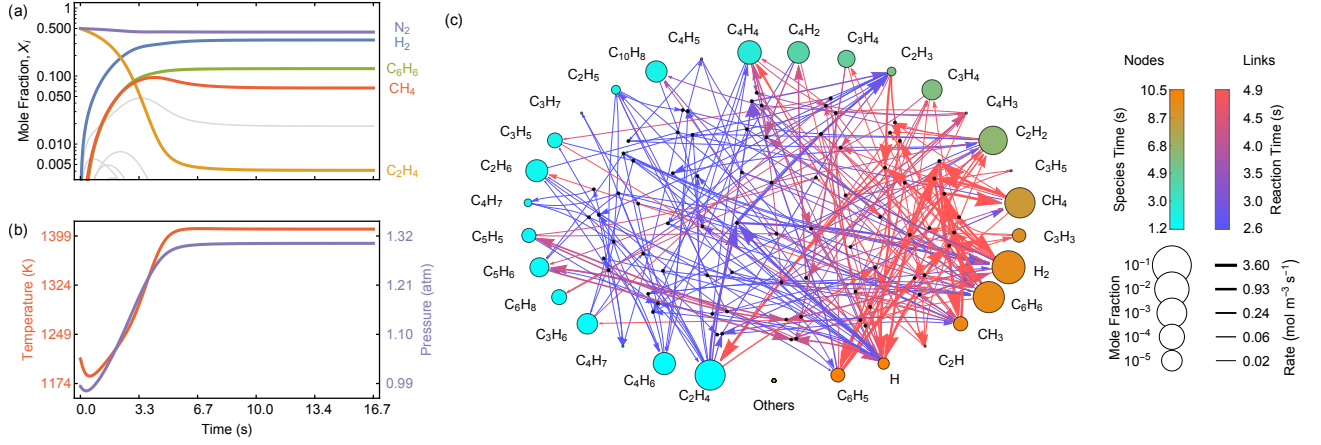 (a)
Mole Fraction, Xi
1
0.500
0.100
0.050
0.010
0.005
N2
H2
C6H6
CH4
C2H4
(b)
Temperature (K)
1399
1324
1249
1174
1.32
1.21
1.10
0.99
Pressure (atm)
0.0 3.3 6.7 10.0 13.4 16.7
Time (s)
(c)
C4H4
C4H2
C3H4
C2H3
C3H4
C4H3
C2H2
C3H5
CH4
C3H3
H2
C6H6
CH3
C2H
H
C6H5
Others
C2H4
C4H6
C4H7
C3H6
C6H8
C5H6
C5H5
C4H7
C2H6
C3H5
C3H7
C2H5
C10H8
C4H5
Nodes
Links
10.5
8.7
6.8
4.9
3.0
1.2
Species Time (s)
4.9
4.5
4.0
3.5
3.0
2.6
Reaction Time (s)
Mole Fraction
10−1
10−2
10−3
10−4
10−5
3.60
0.93
0.24
0.06
0.02
Rate (mol m−3 s−1)